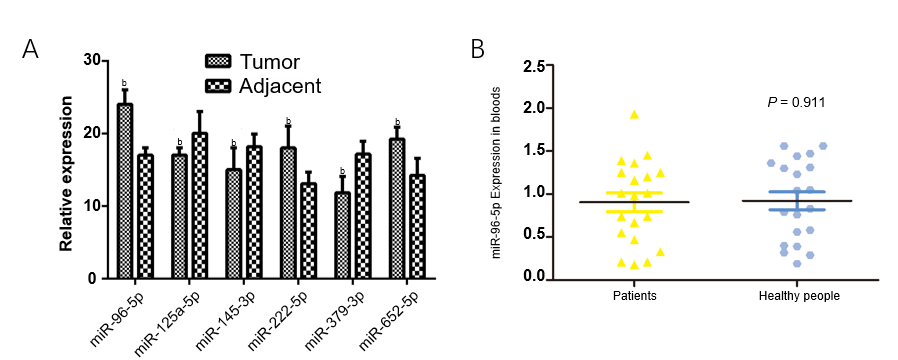 A
Relative expression
30
20
10
0
Tumor
Adjacent
b
b
b
b
b
b
miR-96-5p
miR-125a-5p
miR-145-3p
miR-222-5p
miR-379-3p
miR-652-5p
B
miR-96-5p Expression in bloods
2.5
2.0
1.5
1.0
0.5
0.0
P = 0.911
Patients
Healthy people